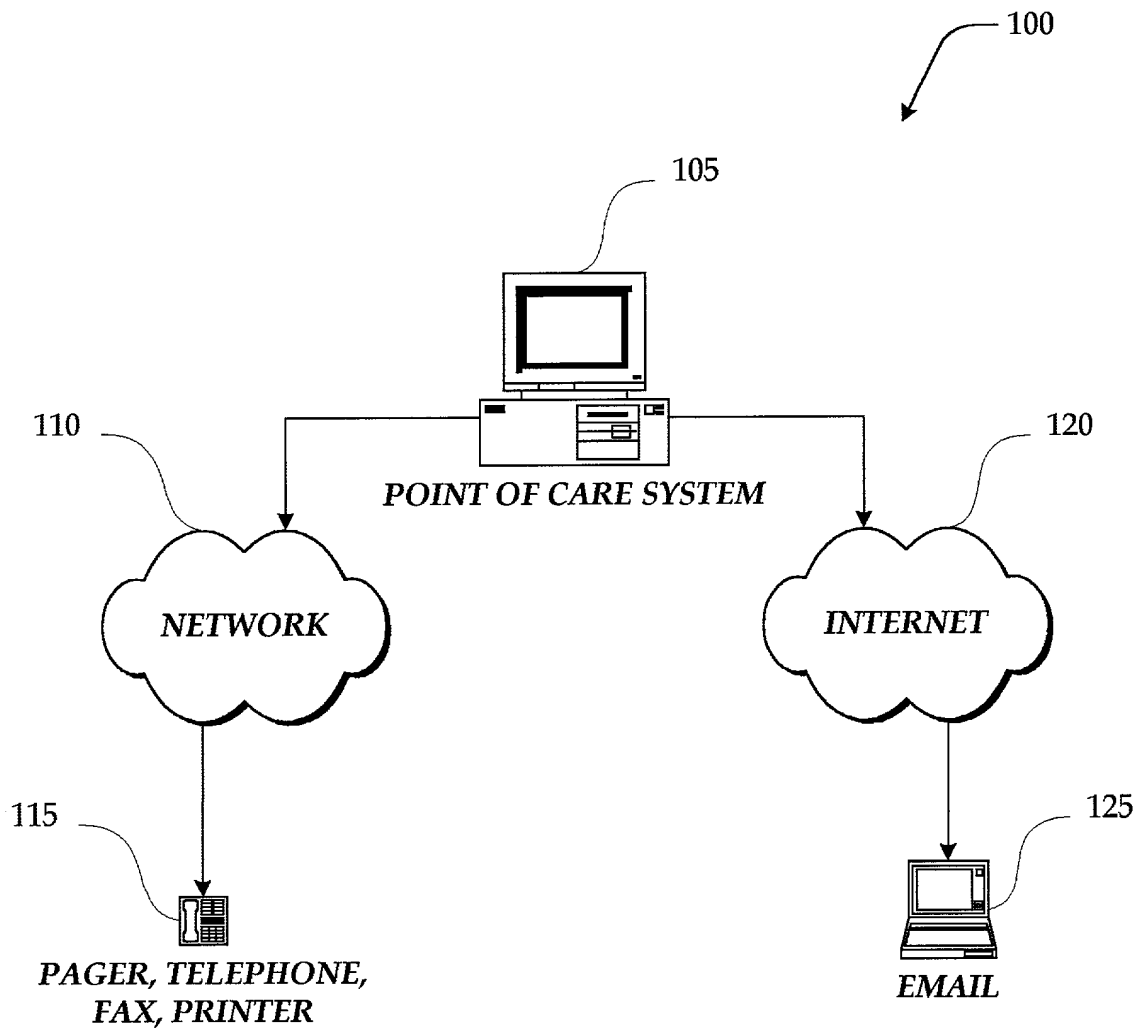 100
105
110
120
POINT OF CARE SYSTEM
NETWORK
INTERNET
115
125
PAGER, TELEPHONE,
FAX, PRINTER
EMAIL